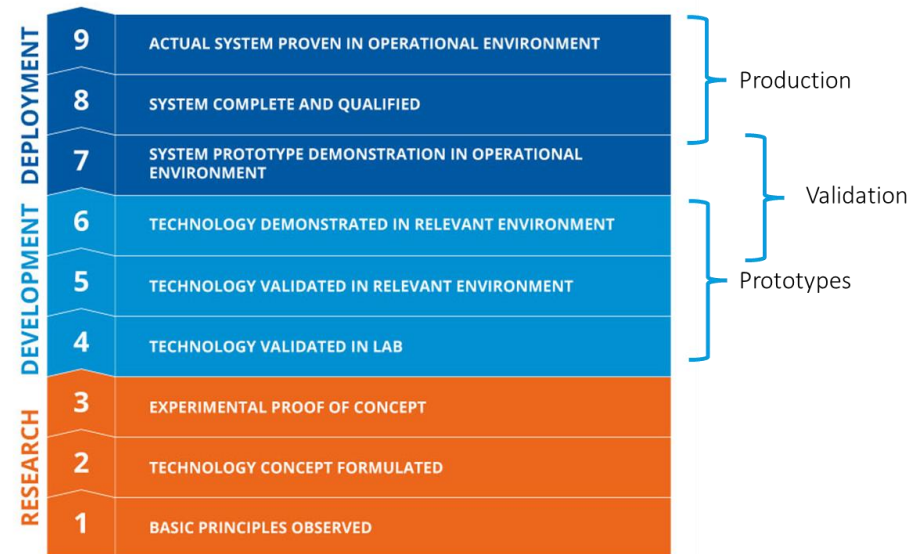 DEPLOYMENT
9
ACTUAL SYSTEM PROVEN IN OPERATIONAL ENVIRONMENT
8
SYSTEM COMPLETE AND QUALIFIED
7
SYSTEM PROTOTYPE DEMONSTRATION IN OPERATIONAL
ENVIRONMENT
Production
Validation
DEVELOPMENT
6
TECHNOLOGY DEMONSTRATED IN RELEVANT ENVIRONMENT
5
TECHNOLOGY VALIDATED IN RELEVANT ENVIRONMENT
4
TECHNOLOGY VALIDATED IN LAB
Prototypes
RESEARCH
3
EXPERIMENTAL PROOF OF CONCEPT
2
TECHNOLOGY CONCEPT FORMULATED
1
BASIC PRINCIPLES OBSERVED